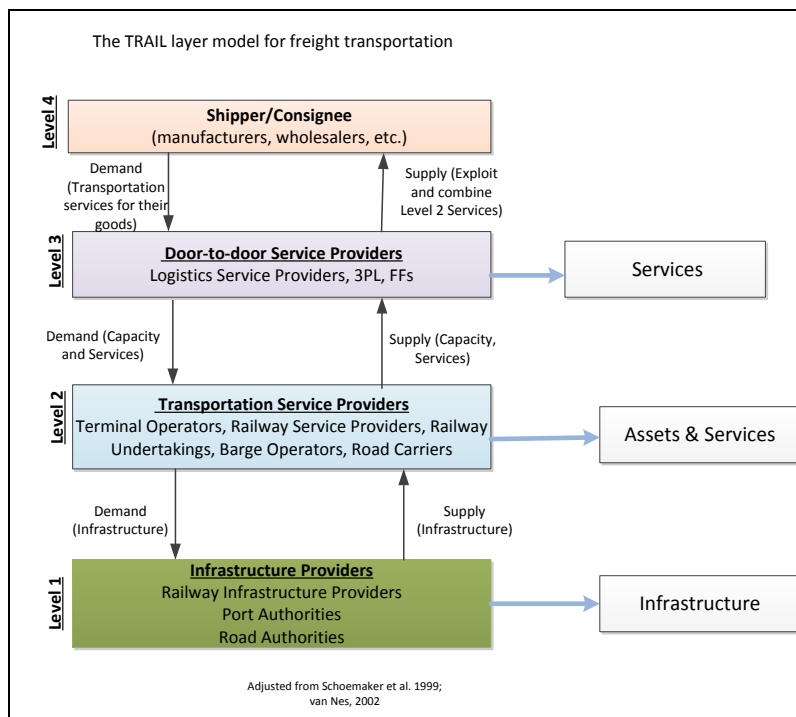 The TRAIL layer model for freight transportation
Level 4
Shipper/Consignee
(manufacturers, wholesalers, etc.)
Demand
(Transportation
services for their
goods)
Supply (Exploit
and combine
Level 2 Services)
Level 3
Door-to-door Service Providers
Logistics Service Providers, 3PL, FFs
Services
Demand (Capacity
and Services)
Supply (Capacity,
Services)
Level 2
Transportation Service Providers
Terminal Operators, Railway Service Providers, Railway
Undertakings, Barge Operators, Road Carriers
Assets & Services
Demand
(Infrastructure)
Supply
(Infrastructure)
Level 1
Infrastructure Providers
Railway Infrastructure Providers
Port Authorities
Road Authorities
Infrastructure
Adjusted from Schoemaker et al. 1999;
van Nes, 2002